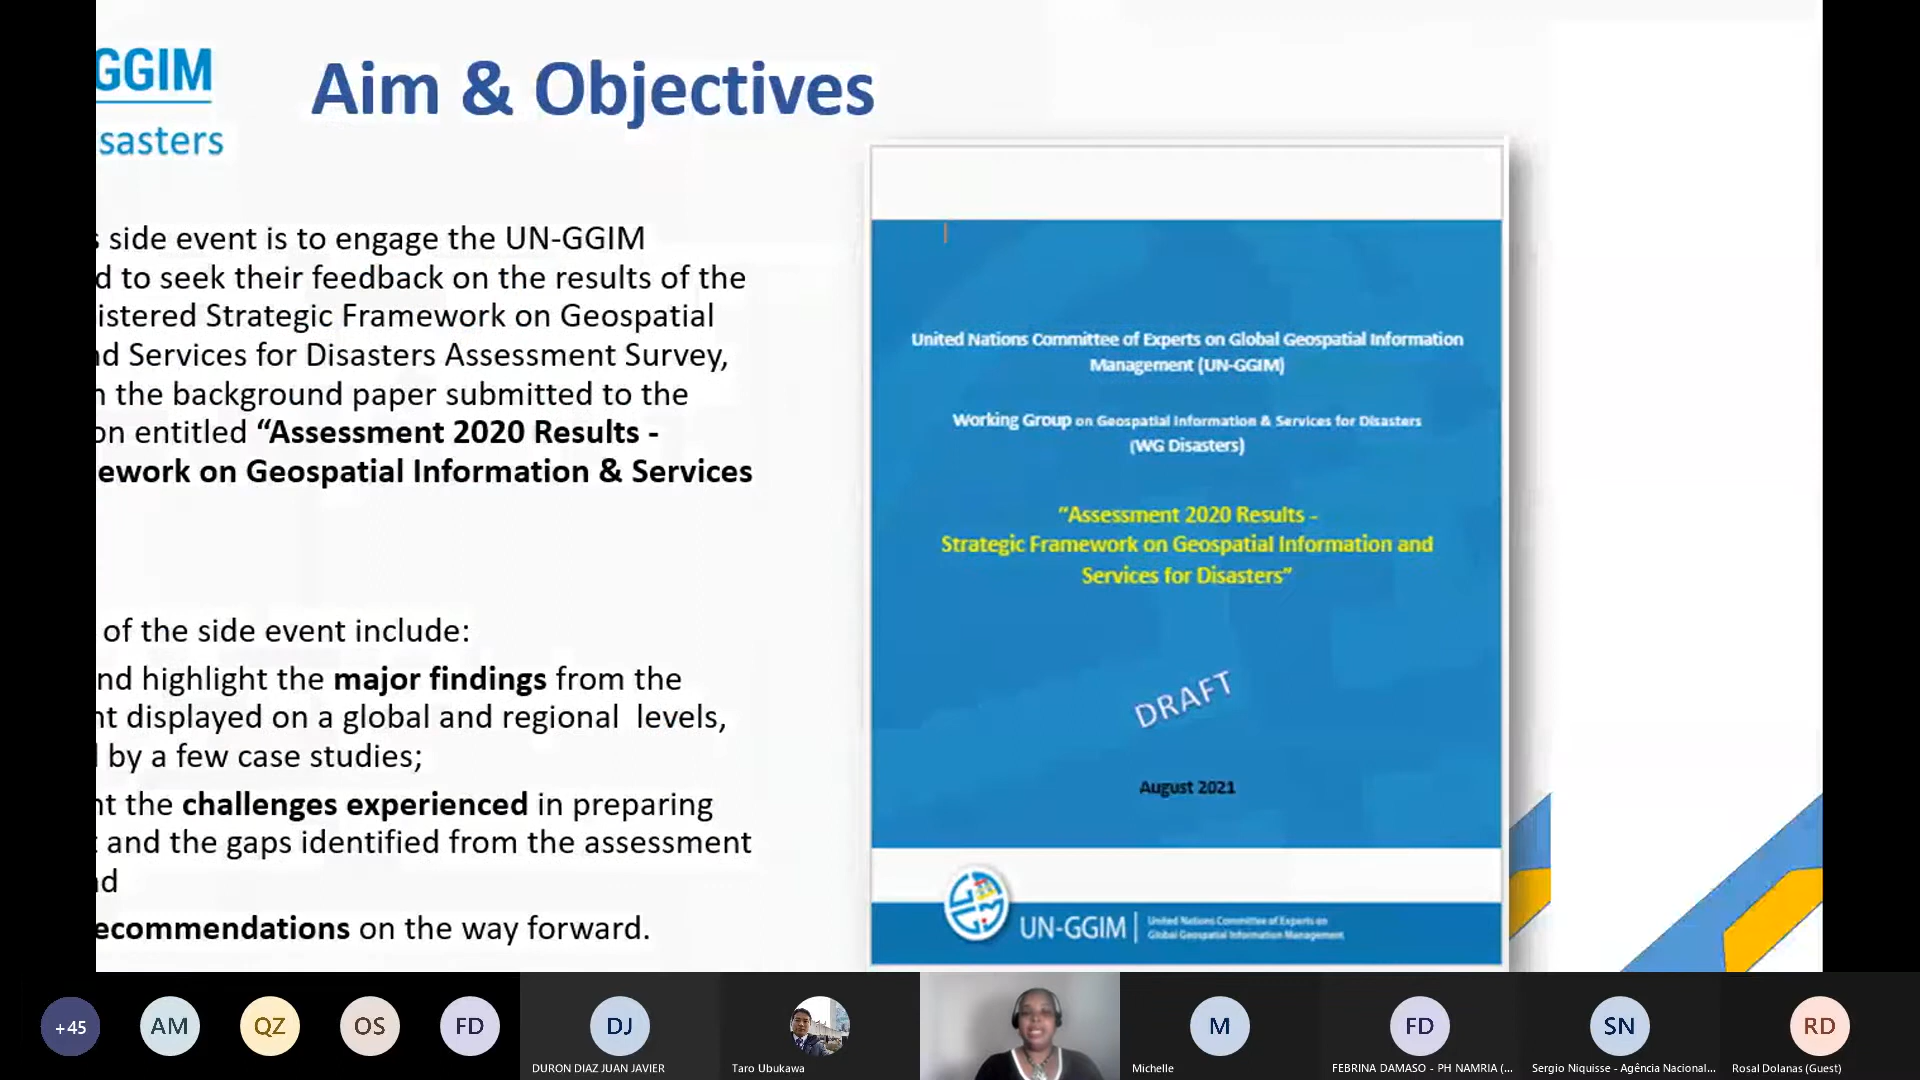 GGIM
sasters
Aim & Objectives
side event is to engage the UN-GGIM
d to seek their feedback on the results of the
istered Strategic Framework on Geospatial
nd Services for Disasters Assessment Survey,
n the background paper submitted to the
on entitled “Assessment 2020 Results -
ework on Geospatial Information & Services
of the side event include:
nd highlight the major findings from the
nt displayed on a global and regional levels,
by a few case studies;
nt the challenges experienced in preparing
and the gaps identified from the assessment
nd
ecommendations on the way forward.
United Nations Committee of Experts on Global Geospatial Information
Management (UN-GGIM)
Working Group on Geospatial Information & Services for Disasters
(WG Disasters)
“Assessment 2020 Results -
Strategic Framework on Geospatial Information and
Services for Disasters”
DRAFT
August 2021
UN-GGIM
United Nations Committee of Experts on
Global Geospatial Information Management
+45
AM
QZ
OS
FD
DJ
DURON DIAZ JUAN JAVIER
Taro Ubukawa
M
Michelle
FD
FEBRINA DAMASO - PH NAMRIA (...
SN
Sergio Niquisse - Agência Nacional...
RD
Rosal Dolanas (Guest)